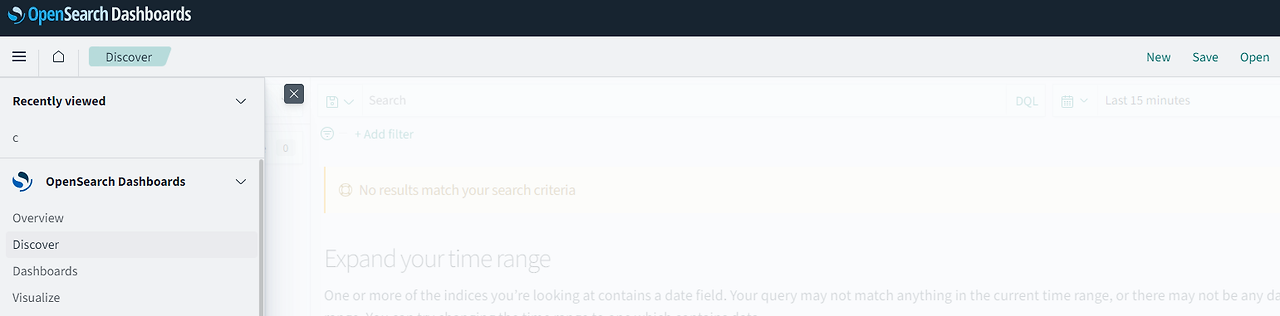 OpenSearch Dashboards
Discover
New Save Open
Recently viewed
c
OpenSearch Dashboards
Overview
Discover
Dashboards
Visualize
Search
DQL
Last 15 minutes
+ Add filter
0
No results match your search criteria
Expand your time range
One or more of the indices you're looking at contains a date field. Your query may not match anything in the current time range, or there may not be any da